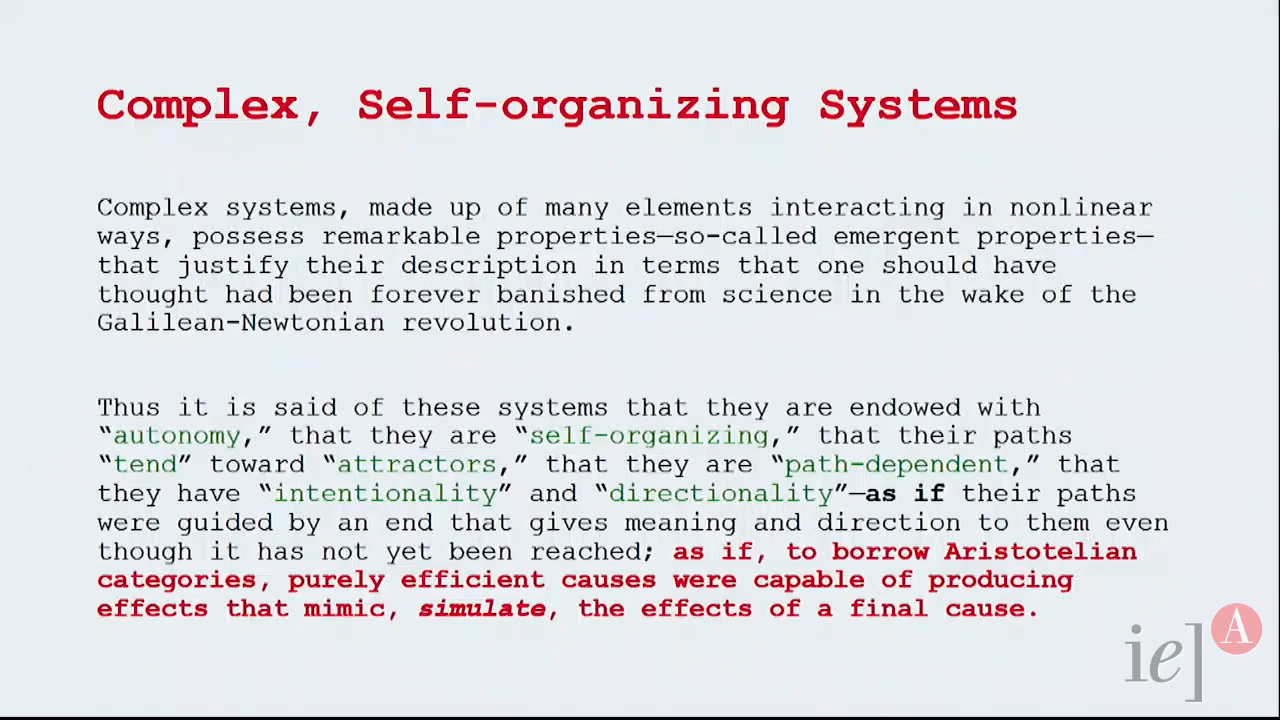 Complex, Self-organizing Systems
Complex systems, made up of many elements interacting in nonlinear
ways, possess remarkable properties—so-called emergent properties—
that justify their description in terms that one should have
thought had been forever banished from science in the wake of the
Galilean-Newtonian revolution.
Thus it is said of these systems that they are endowed with
“autonomy,” that they are “self-organizing,” that their paths
“tend” toward “attractors,” that they are “path-dependent,” that
they have “intentionality” and “directionality”—as if their paths
were guided by an end that gives meaning and direction to them even
though it has not yet been reached; as if, to borrow Aristotelian
categories, purely efficient causes were capable of producing
effects that mimic, simulate, the effects of a final cause.
ie] A